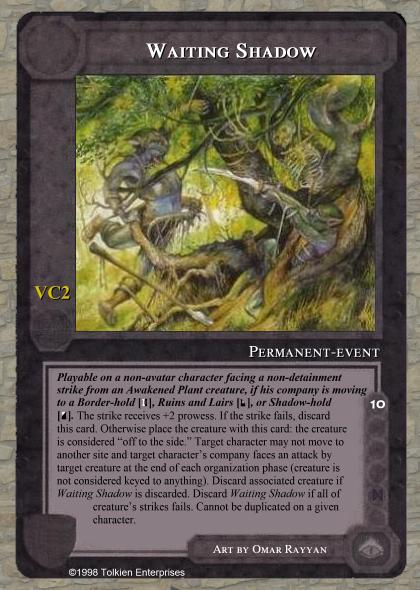 Waiting Shadow
VC2
Permanent-event
Playable on a non-avatar character facing a non-detainment
strike from an Awakened Plant creature, if his company is moving
to a Border-hold [ ], Ruins and Lairs [ ], or Shadow-hold
[ ]. The strike receives +2 prowess. If the strike fails, discard
this card. Otherwise place the creature with this card: the creature
is considered “off to the side.” Target character may not move to
another site and target character's company faces an attack by
target creature at the end of each organization phase (creature is
not considered keyed to anything). Discard associated creature if
Waiting Shadow is discarded. Discard Waiting Shadow if all of
creature's strikes fails. Cannot be duplicated on a given
character.
10
Art by Omar Rayyan
©1998 Tolkien Enterprises